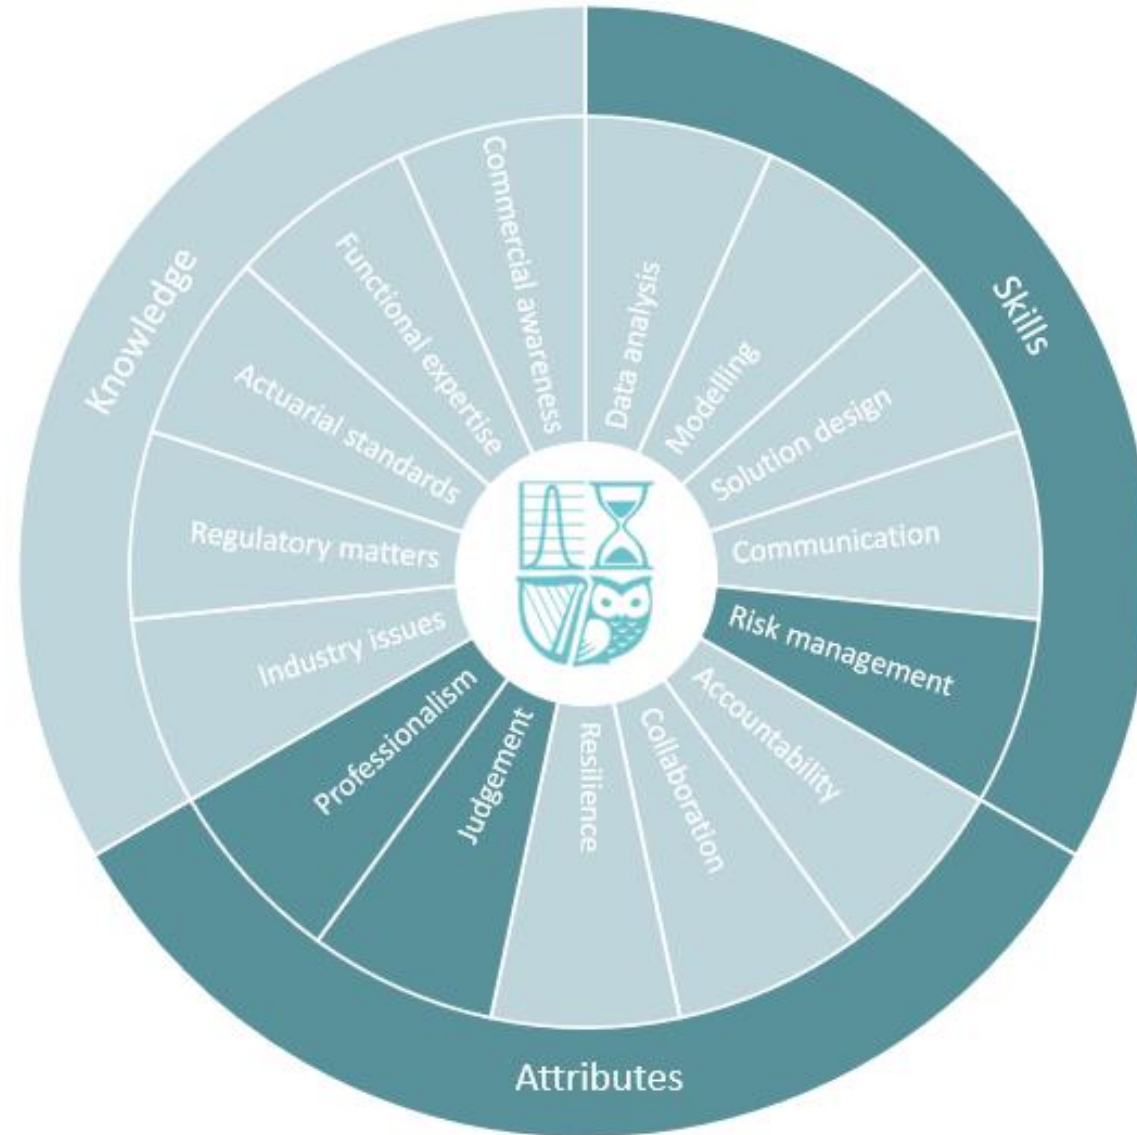 Skills
Data analysis
Modelling
Solution design
Communication
Risk management
Attributes
Accountability
Collaboration
Resilience
Judgement
Professionalism
Knowledge
Industry issues
Regulatory matters
Actuarial standards
Functional expertise
Commercial awareness